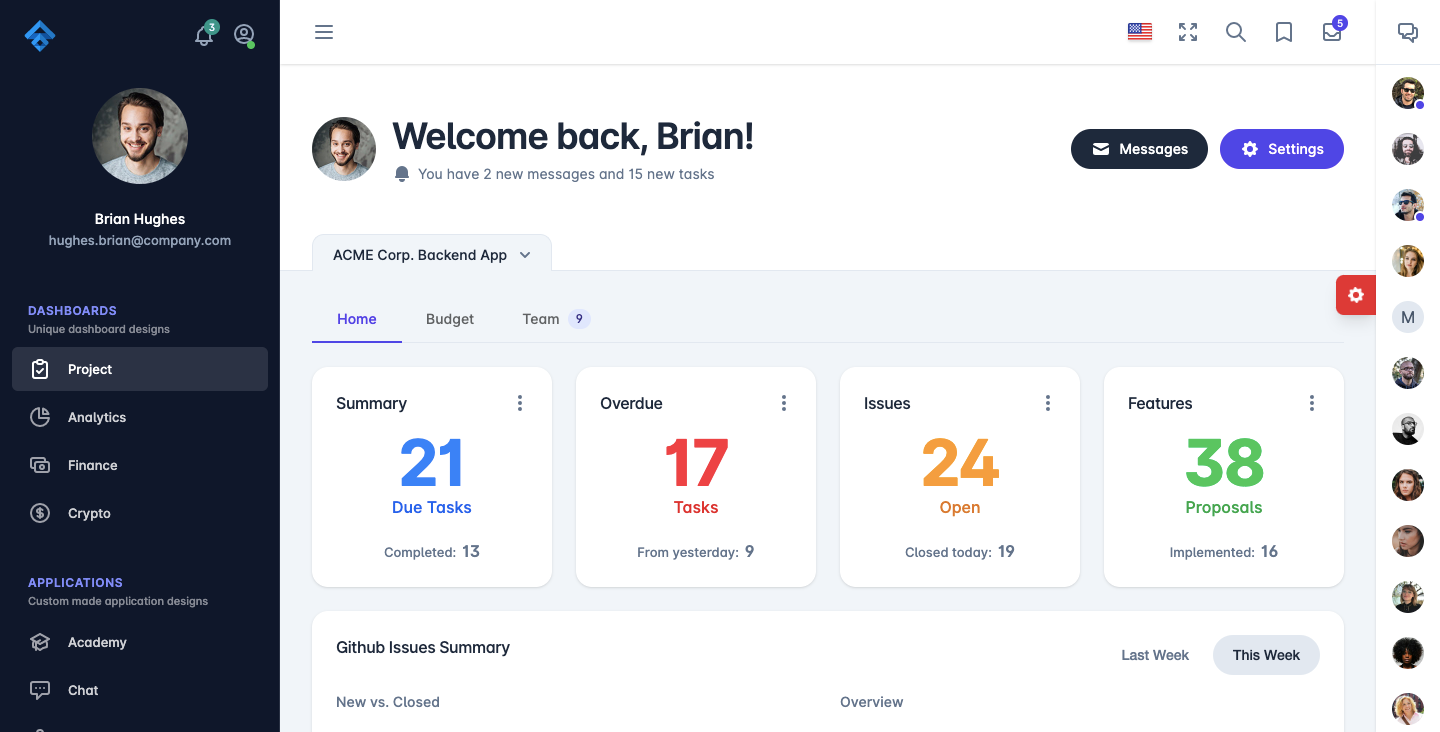 3
Brian Hughes
hughes.brian@company.com
DASHBOARDS
Unique dashboard designs
Project
Analytics
Finance
Crypto
APPLICATIONS
Custom made application designs
Academy
Chat
5
Welcome back, Brian!
You have 2 new messages and 15 new tasks
Messages
Settings
ACME Corp. Backend App
Home
Budget
Team 9
Summary
21
Due Tasks
Completed: 13
Overdue
17
Tasks
From yesterday: 9
Issues
24
Open
Closed today: 19
Features
38
Proposals
Implemented: 16
Github Issues Summary
Last Week
This Week
New vs. Closed
Overview
M